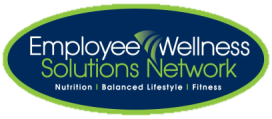 Employee Wellness
Solutions Network
Nutrition | Balanced Lifestyle | Fitness